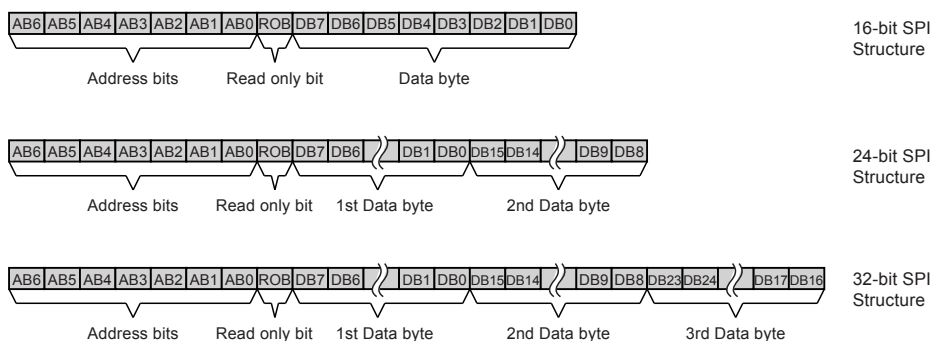 AB6 AB5 AB4 AB3 AB2 AB1 AB0 ROB DB7 DB6 DB5 DB4 DB3 DB2 DB1 DB0
16-bit SPI
Structure
Address bits Read only bit Data byte
AB6 AB5 AB4 AB3 AB2 AB1 AB0 ROB DB7 DB6 DB1 DB0 DB15 DB14 DB9 DB8
24-bit SPI
Structure
Address bits Read only bit 1st Data byte 2nd Data byte
AB6 AB5 AB4 AB3 AB2 AB1 AB0 ROB DB7 DB6 DB1 DB0 DB15 DB14 DB9 DB8 DB23 DB24 DB17 DB16
32-bit SPI
Structure
Address bits Read only bit 1st Data byte 2nd Data byte 3rd Data byte